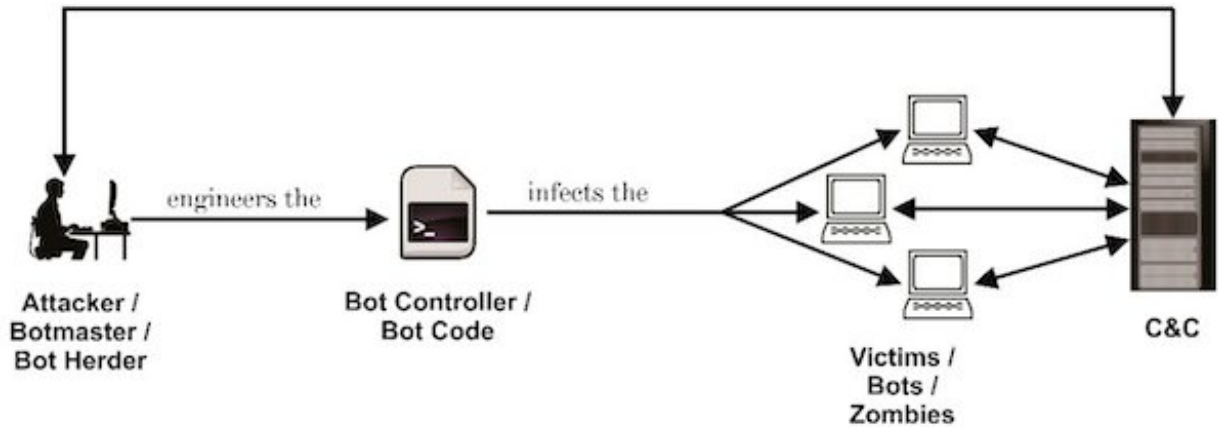 engineers the
infects the
>_
Attacker /
Botmaster /
Bot Herder
Bot Controller /
Bot Code
Victims /
Bots /
Zombies
C&C